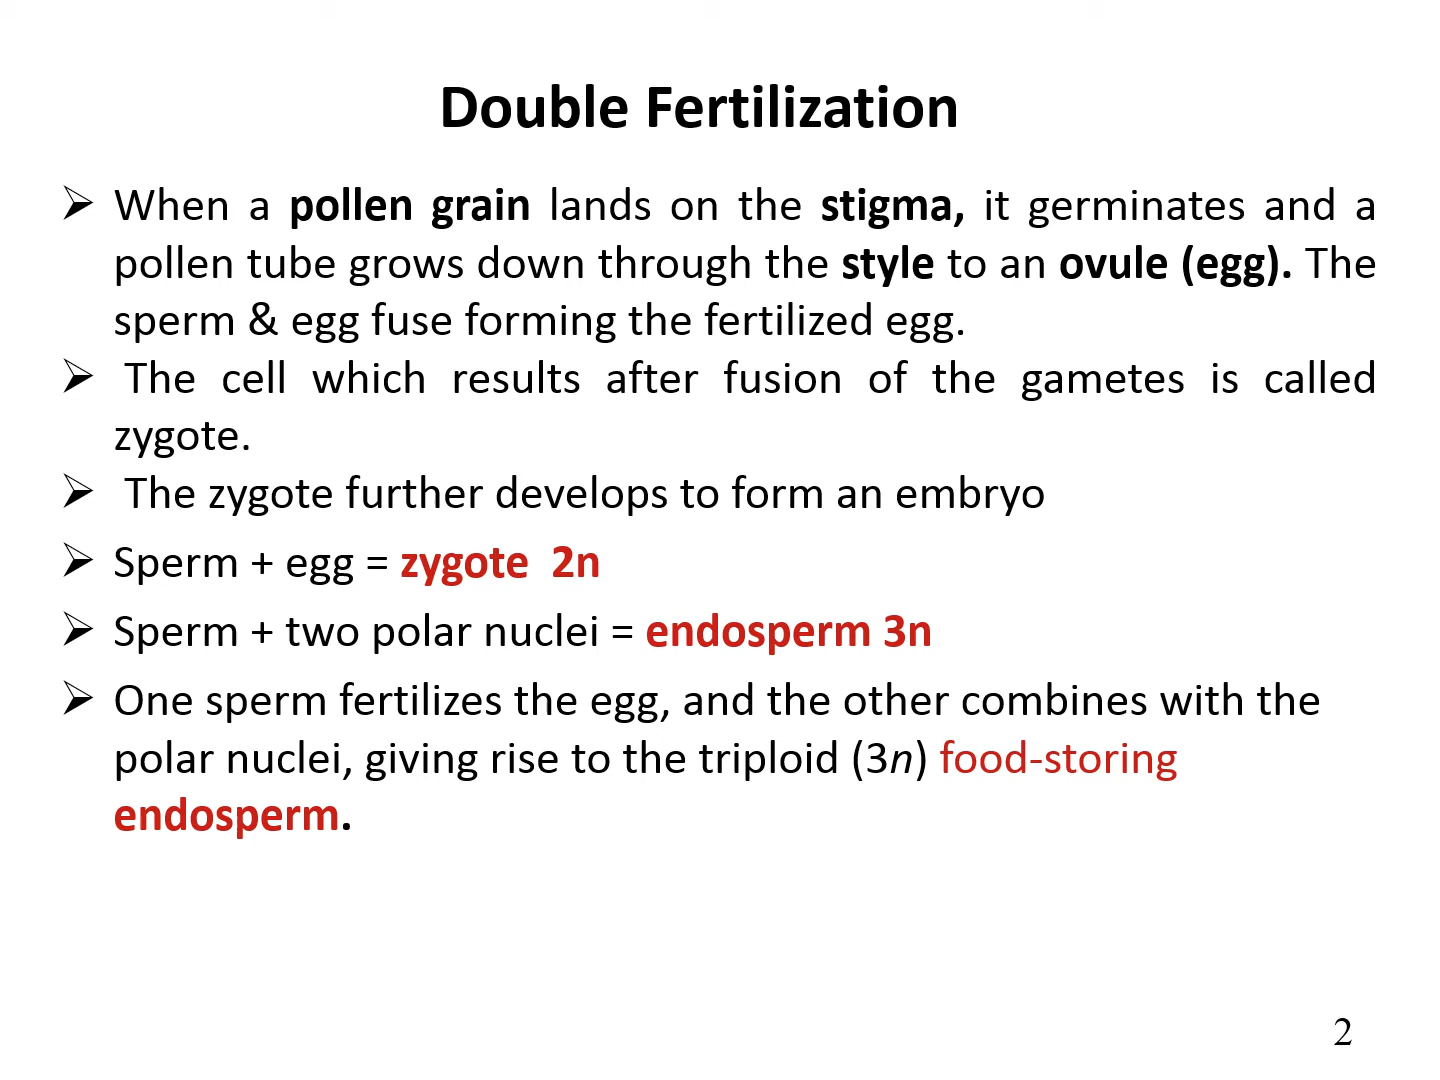 Double Fertilization
➢ When a pollen grain lands on the stigma, it germinates and a
pollen tube grows down through the style to an ovule (egg). The
sperm & egg fuse forming the fertilized egg.
➢ The cell which results after fusion of the gametes is called
zygote.
➢ The zygote further develops to form an embryo
➢ Sperm + egg = zygote 2n
➢ Sperm + two polar nuclei = endosperm 3n
➢ One sperm fertilizes the egg, and the other combines with the
polar nuclei, giving rise to the triploid (3n) food-storing
endosperm.
2